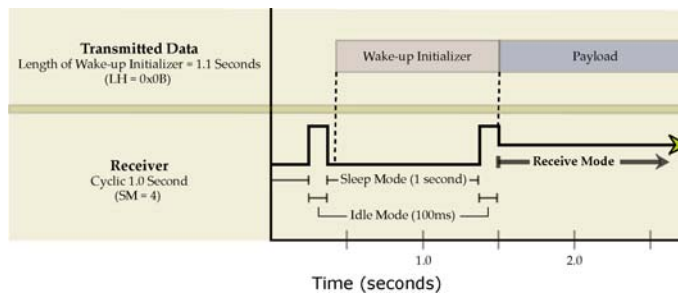 Transmitted Data
Length of Wake-up Initializer = 1.1 Seconds
(LH = 0x0B)
Wake-up Initializer
Payload
Receiver
Cyclic 1.0 Second
(SM = 4)
Sleep Mode (1 second)
Receive Mode
Idle Mode (100ms)
1.0
2.0
Time (seconds)